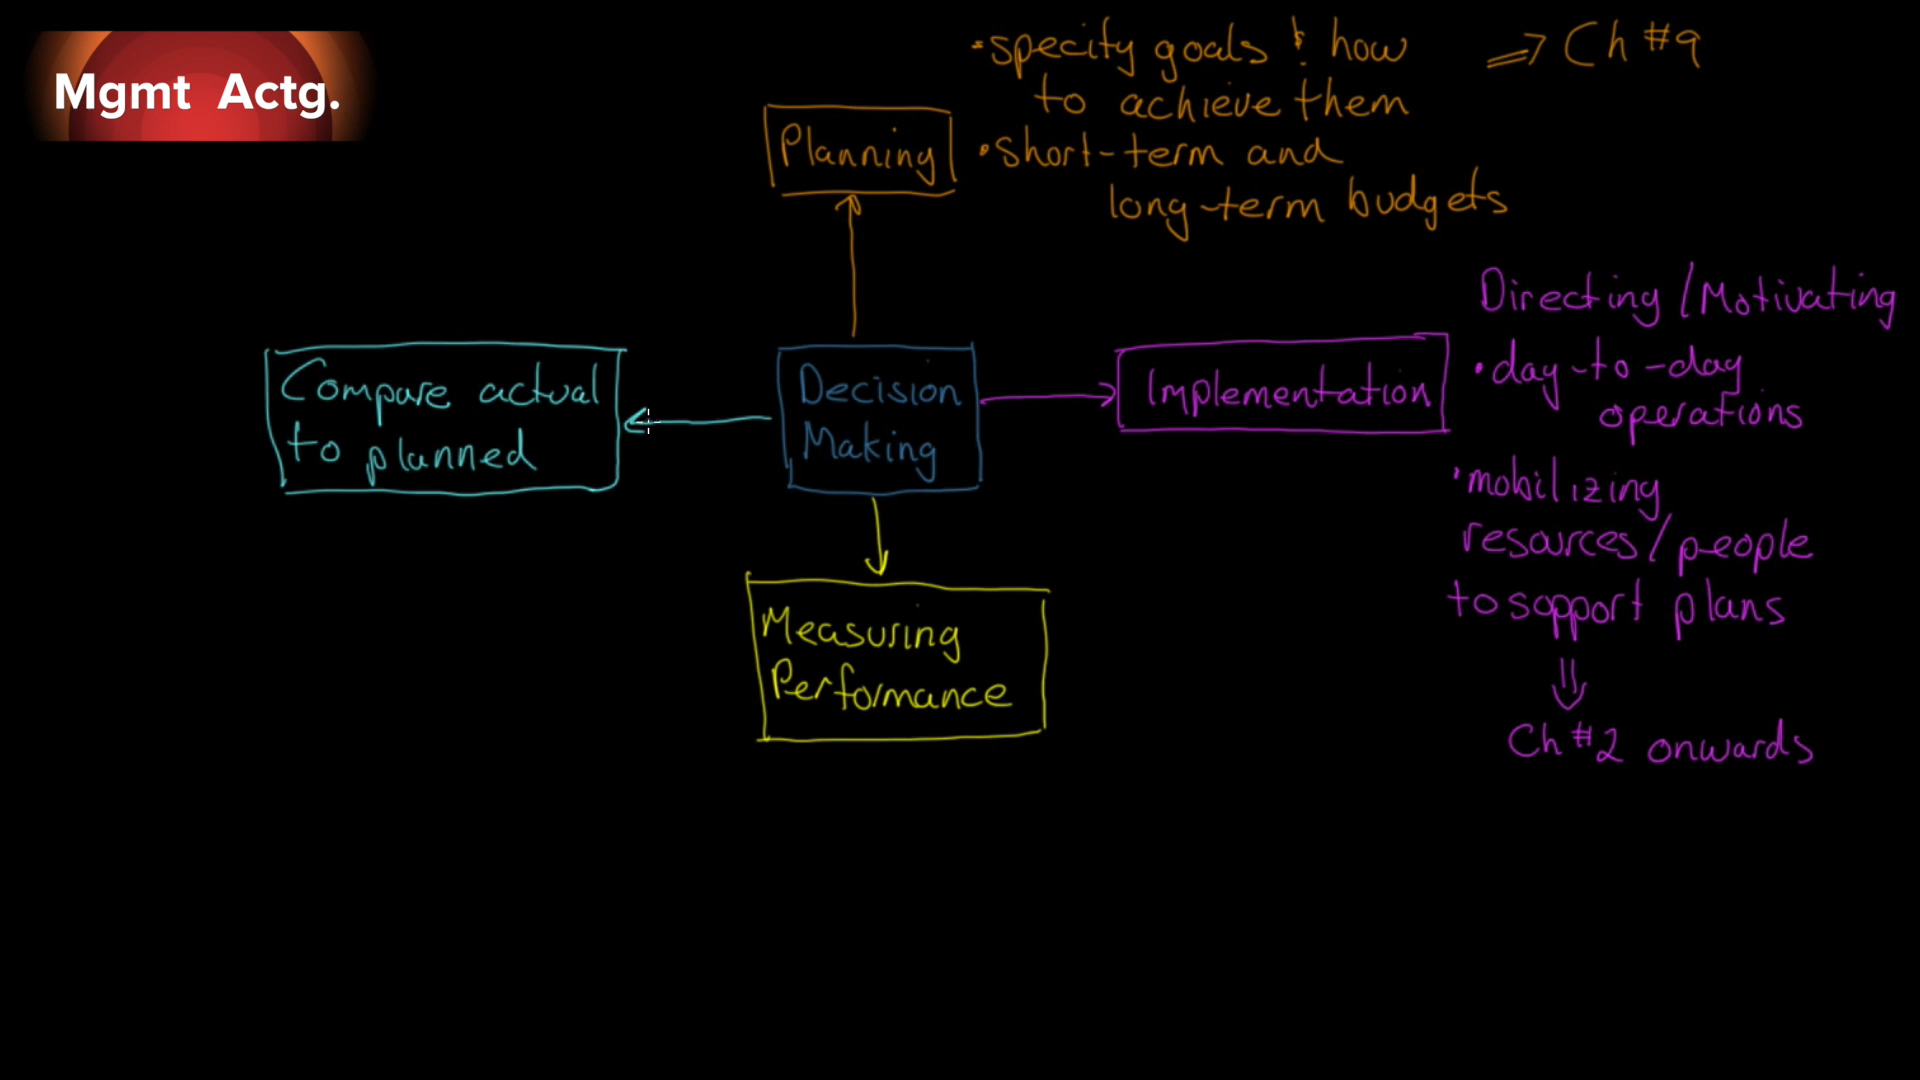 Mgmt Actg.
•specify goals & how
to achieve them
•short-term and
long-term budgets
=> Ch #9
Planning
Directing/Motivating
•day-to-day
operations
•mobilizing
resources/people
to support plans
Ch #2 onwards
Compare actual
to planned
Decision
Making
Implementation
Measuring
Performance